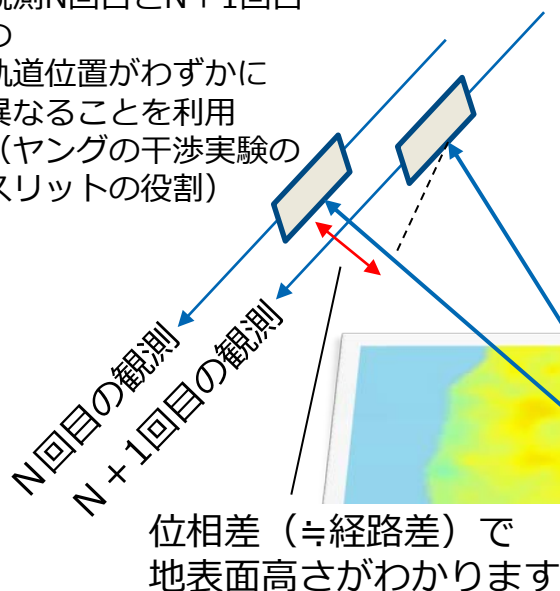 観測N回目とN+1回目
の
軌道位置がわずかに
異なることを利用
(ヤングの干渉実験の
スリットの役割)
N回目の観測
N+1回目の観測
位相差(≒経路差)で
地表面高さがわかります